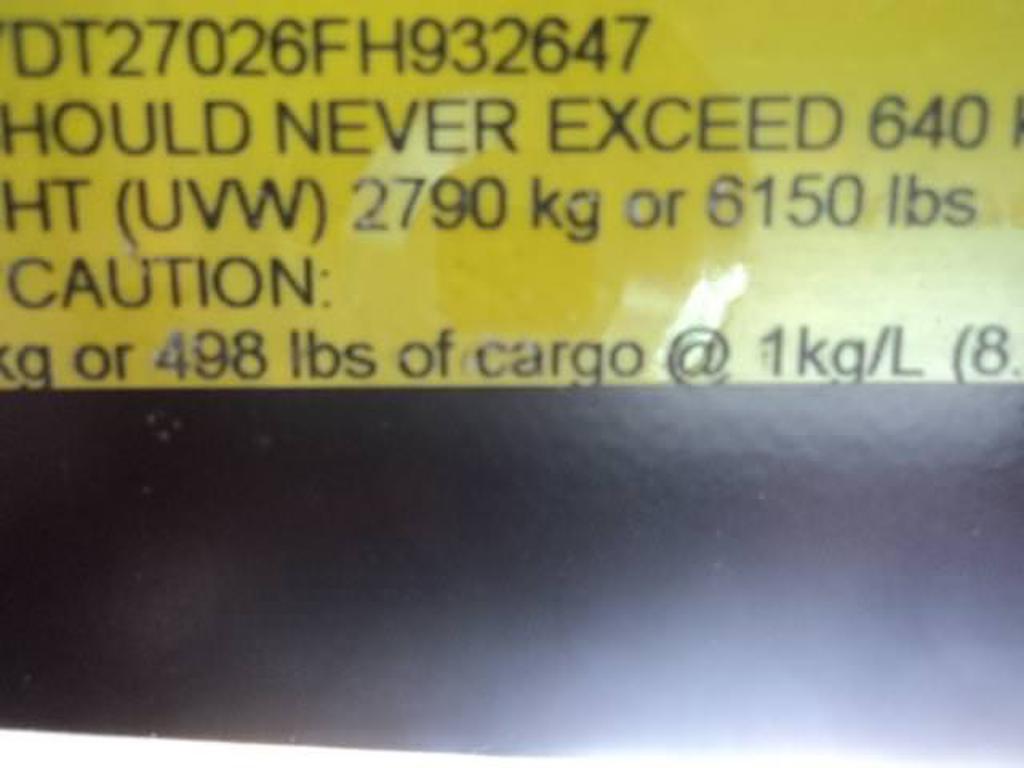 YDT27026FH932647
HOULD NEVER EXCEED 640 k
HT (UVW) 2790 kg or 6150 lbs
CAUTION:
kg or 498 lbs of cargo @ 1kg/L (8.